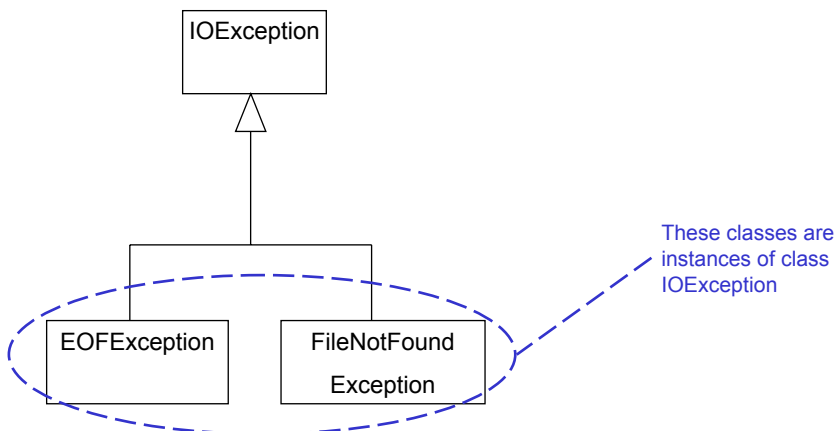 IOException
These classes are
instances of class
IOException
EOFException
FileNotFound
Exception